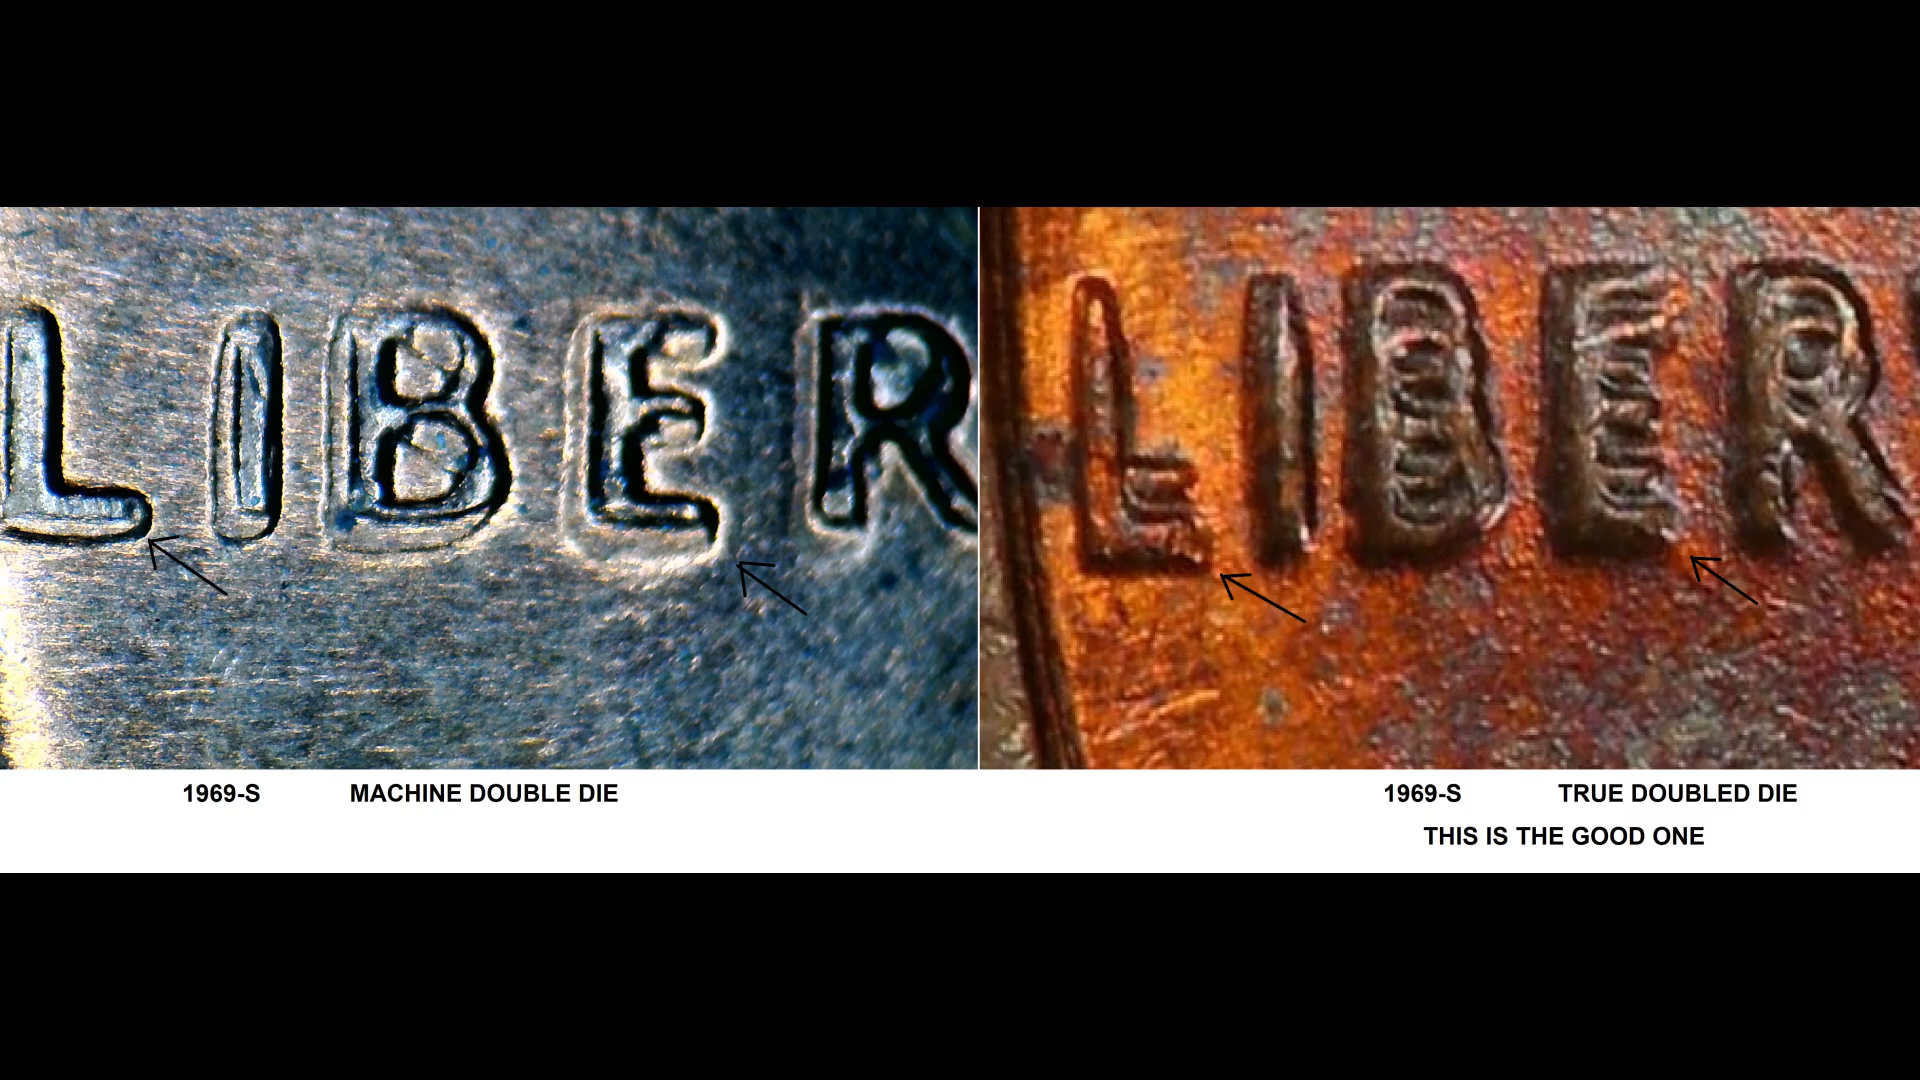 LIBER
LIBER
1969-S MACHINE DOUBLE DIE
1969-S TRUE DOUBLED DIE
THIS IS THE GOOD ONE